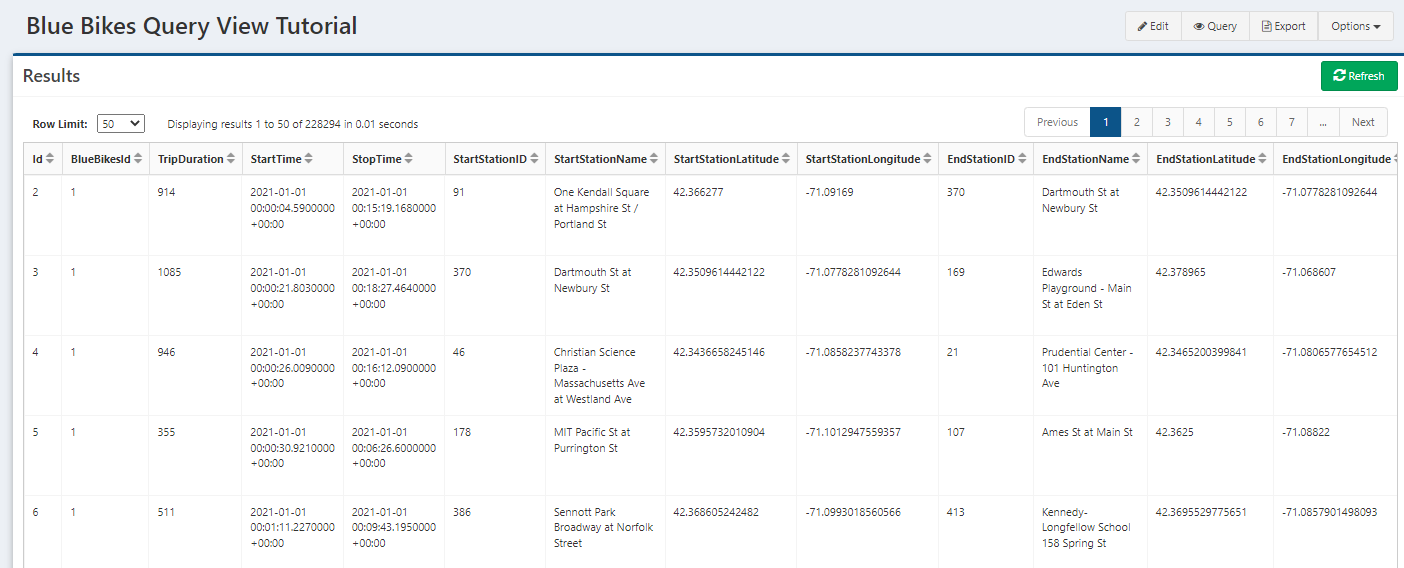 Blue Bikes Query View Tutorial
Edit Query Export Options
Results
Refresh
Row Limit: 50 Displaying results 1 to 50 of 228294 in 0.01 seconds
Previous 1 2 3 4 5 6 7 ... Next
Id BlueBikesId TripDuration StartTime StopTime StartStationID StartStationName StartStationLatitude StartStationLongitude EndStationID EndStationName EndStationLatitude EndStationLongitude
2 1 914 2021-01-01 2021-01-01 91 One Kendall Square 42.366277 -71.09169 370 Dartmouth St at 42.3509614442122 -71.0778281092644
00:00:04.5900000 00:15:19.1680000 at Hampshire St / Newbury St
+00:00 +00:00 Portland St
3 1 1085 2021-01-01 2021-01-01 370 Dartmouth St at 42.3509614442122 -71.0778281092644 169 Edwards 42.378965 -71.068607
00:00:21.8030000 00:18:27.4640000 Newbury St Playground - Main
+00:00 +00:00 St at Eden St
4 1 946 2021-01-01 2021-01-01 46 Christian Science 42.3436658245146 -71.0858237743378 21 Prudential Center - 42.3465200399841 -71.0806577654512
00:00:26.0090000 00:16:12.0900000 Plaza - 101 Huntington
+00:00 +00:00 Massachusetts Ave Ave
at Westland Ave
5 1 355 2021-01-01 2021-01-01 178 MIT Pacific St at 42.3595732010904 -71.1012947559357 107 Ames St at Main St 42.3625 -71.08822
00:00:30.9210000 00:06:26.6000000 Purrington St
+00:00 +00:00
6 1 511 2021-01-01 2021-01-01 386 Sennott Park 42.368605242482 -71.0993018560566 413 Kennedy- 42.3695529775651 -71.0857901498093
00:01:11.2270000 00:09:43.1950000 Broadway at Norfolk Longfellow School
+00:00 +00:00 Street 158 Spring St